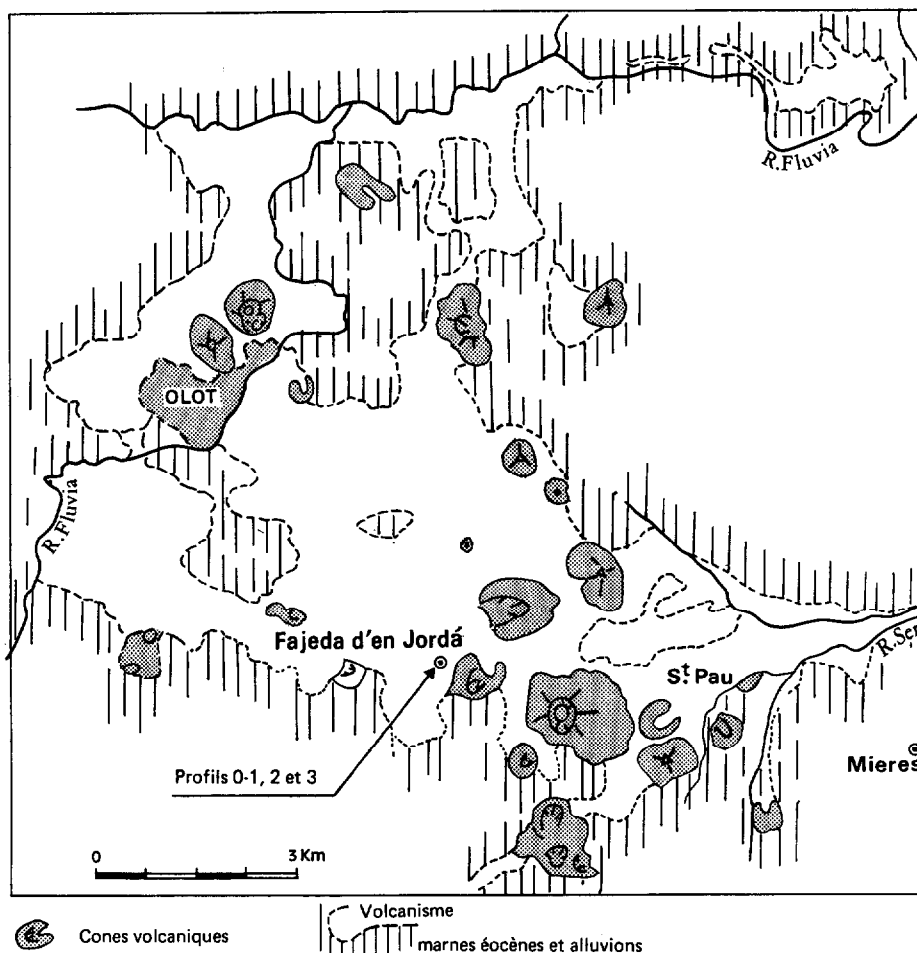 R.Fluvia
OLOT
R.Fluvia
Fajeda d'en Jordá
St Pau
R.Ser
Mieres
Profils 0-1, 2 et 3
0 3 Km
Cones volcaniques
Volcanisme
marnes éocènes et alluvions